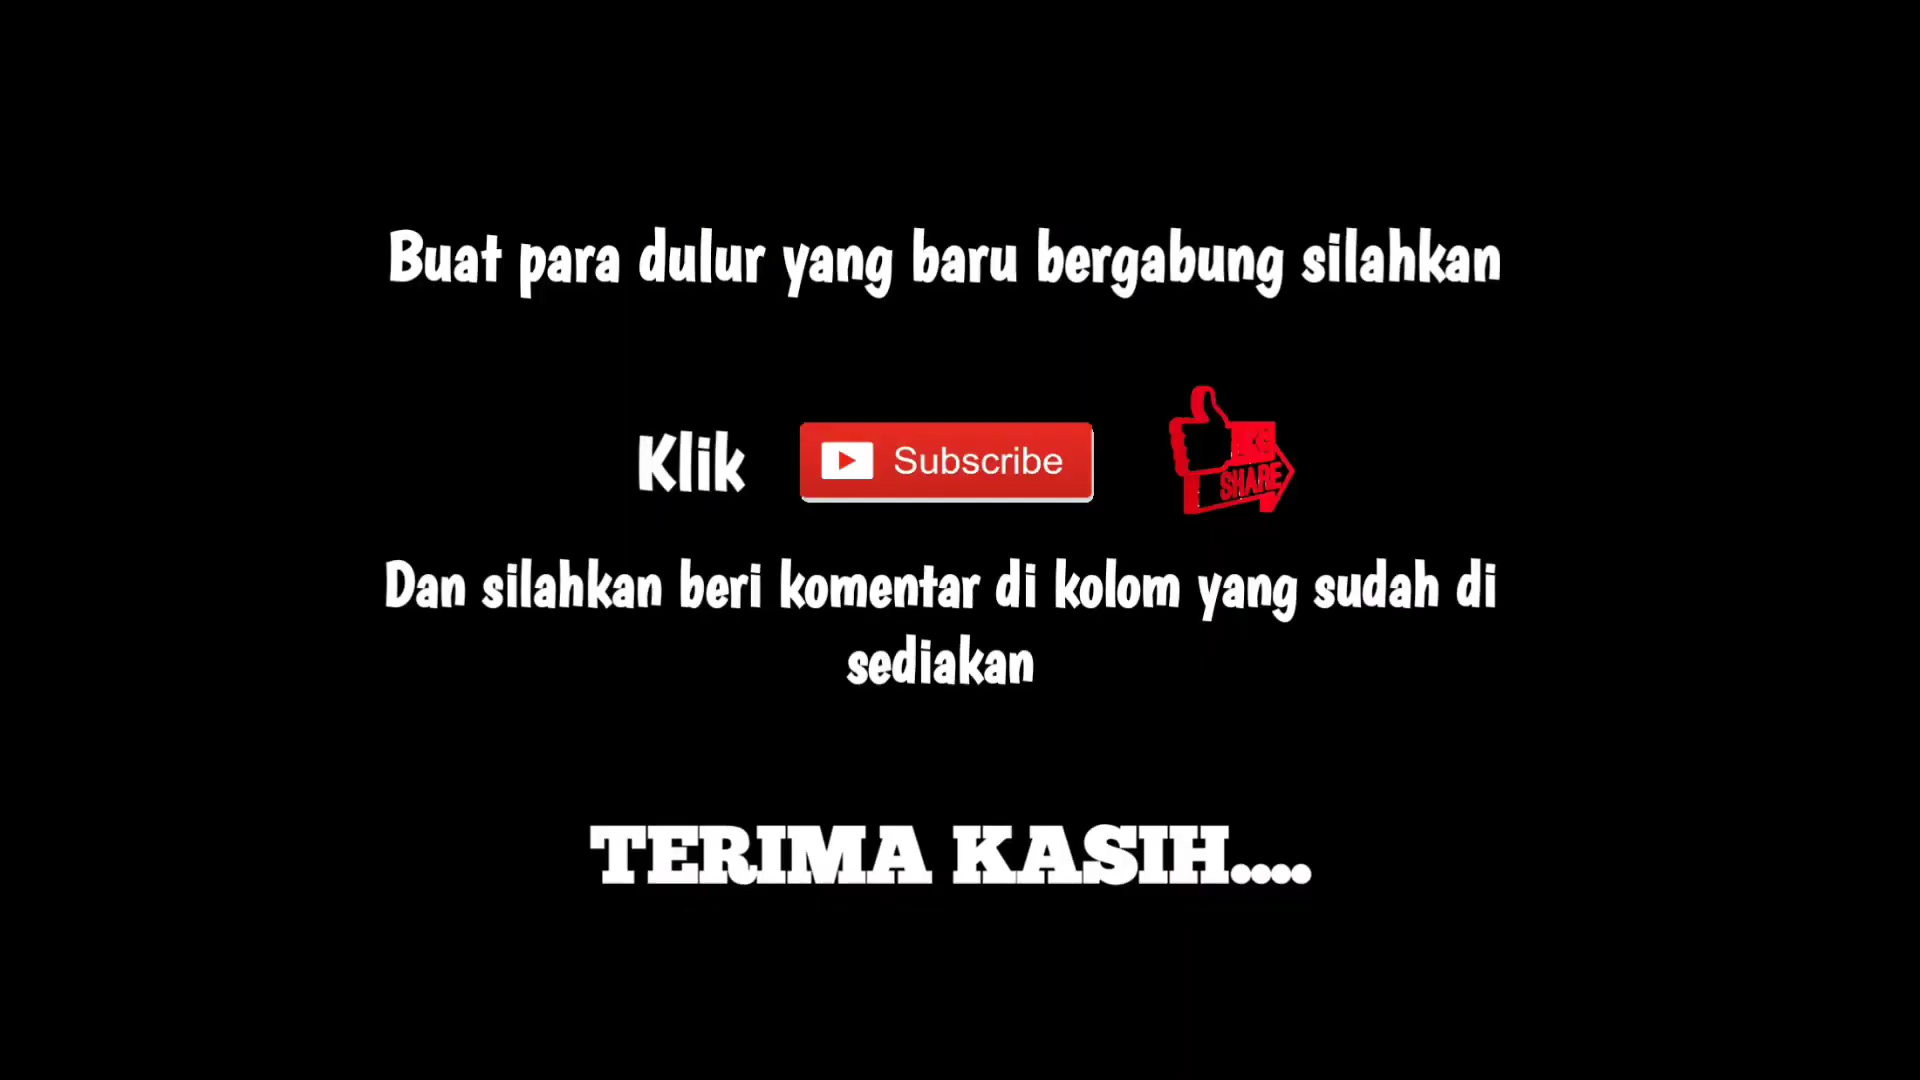 Buat para dulur yang baru bergabung silahkan
Klik Subscribe
SHARE
Dan silahkan beri komentar di kolom yang sudah di
sediakan
TERIMA KASIH....